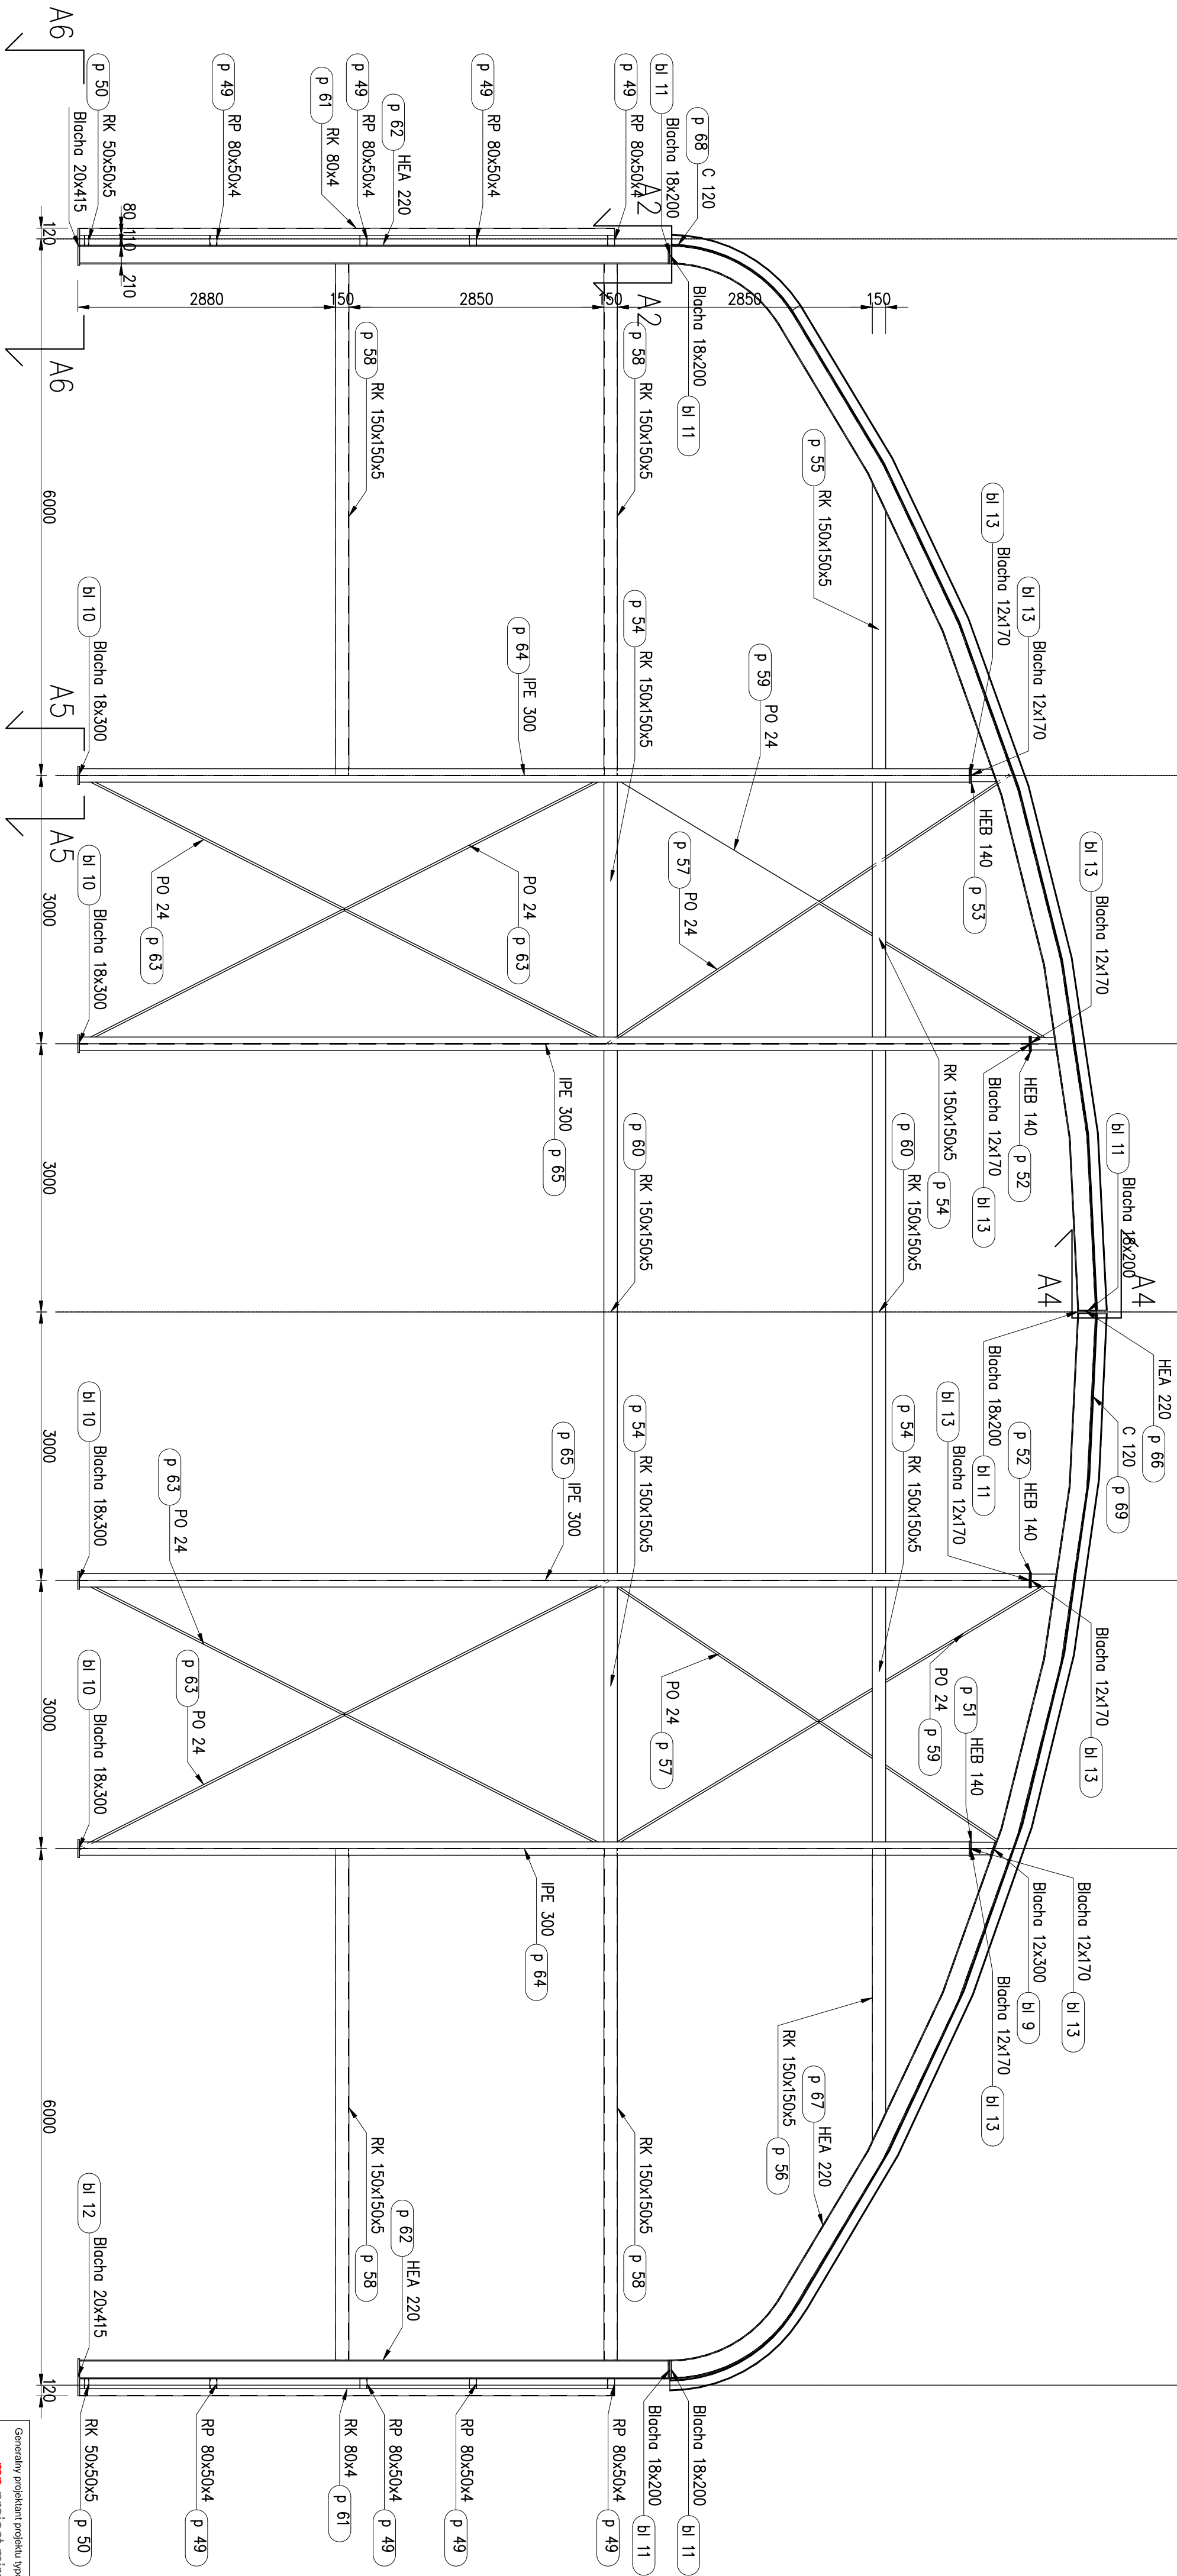 A6
A6
A5
A5
A2
A2
A4
A4
p 50
RK 50x50x5
Blacha 20x415
p 49
RP 80x50x4
p 61
RK 80x4
p 49
RP 80x50x4
p 62
HEA 220
p 49
RP 80x50x4
p 49
RP 80x50x4
bl 11
Blacha 18x200
p 68
C 120
Blacha 18x200
bl 11
120
80
110
210
2880
150
2850
150
2850
150
p 58
RK 150x150x5
p 58
RK 150x150x5
p 55
RK 150x150x5
6000
bl 10
Blacha 18x300
p 64
IPE 300
p 54
RK 150x150x5
p 59
PO 24
bl 13
Blacha 12x170
bl 13
Blacha 12x170
HEB 140
p 53
bl 10
Blacha 18x300
PO 24
p 63
PO 24
p 63
p 57
PO 24
bl 13
Blacha 12x170
3000
RK 150x150x5
p 54
IPE 300
p 65
Blacha 12x170
bl 13
HEB 140
p 52
p 60
RK 150x150x5
p 60
RK 150x150x5
bl 11
Blacha 18x200
3000
HEA 220
p 66
C 120
p 69
Blacha 18x200
bl 11
3000
bl 10
Blacha 18x300
p 63
PO 24
p 65
IPE 300
p 54
RK 150x150x5
p 54
RK 150x150x5
bl 13
Blacha 12x170
p 52
HEB 140
Blacha 12x170
bl 13
3000
bl 10
Blacha 18x300
p 63
PO 24
PO 24
p 57
PO 24
p 59
p 51
HEB 140
Blacha 12x170
bl 13
Blacha 12x300
bl 9
Blacha 12x170
bl 13
IPE 300
p 64
RK 150x150x5
p 56
p 67
HEA 220
6000
RK 150x150x5
p 58
RK 150x150x5
p 58
p 62
HEA 220
bl 12
Blacha 20x415
120
RK 50x50x5
p 50
RP 80x50x4
p 49
RK 80x4
p 61
RP 80x50x4
p 49
RP 80x50x4
p 49
RP 80x50x4
p 49
Blacha 18x200
bl 11
Blacha 18x200
bl 11
Generalny projektant projektu